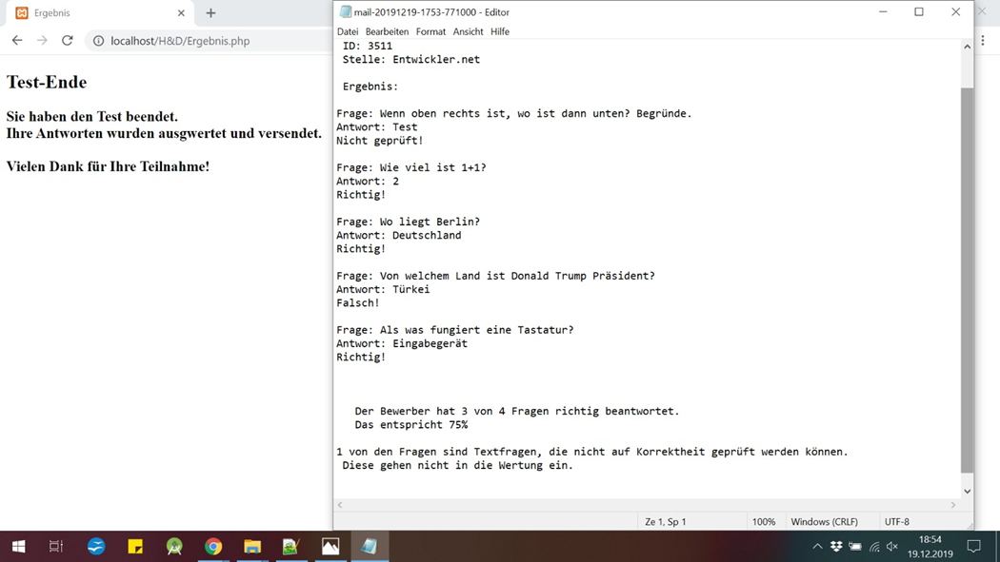 Ergebnis
localhost/H&D/Ergebnis.php
Test-Ende
Sie haben den Test beendet.
Ihre Antworten wurden ausgwertet und versendet.
Vielen Dank für Ihre Teilnahme!
mail-20191219-1753-771000 - Editor
Datei Bearbeiten Format Ansicht Hilfe
ID: 3511
Stelle: Entwickler.net
Ergebnis:
Frage: Wenn oben rechts ist, wo ist dann unten? Begründe.
Antwort: Test
Nicht geprüft!
Frage: Wie viel ist 1+1?
Antwort: 2
Richtig!
Frage: Wo liegt Berlin?
Antwort: Deutschland
Richtig!
Frage: Von welchem Land ist Donald Trump Präsident?
Antwort: Türkei
Falsch!
Frage: Als was fungiert eine Tastatur?
Antwort: Eingabegerät
Richtig!
Der Bewerber hat 3 von 4 Fragen richtig beantwortet.
Das entspricht 75%
1 von den Fragen sind Textfragen, die nicht auf Korrektheit geprüft werden können.
Diese gehen nicht in die Wertung ein.
Ze 1, Sp 1 100% Windows (CRLF) UTF-8
18:54
19.12.2019